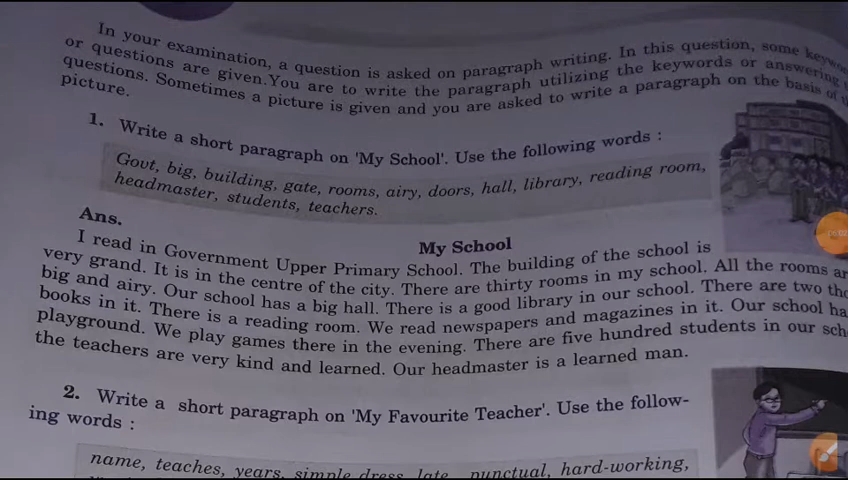 In your examination, a question is asked on paragraph writing. In this question, some
or questions are given. You are to write the paragraph utilizing the keywords or answering
questions. Sometimes a picture is given and you are asked to write a paragraph on the basis of
picture.
1. Write a short paragraph on 'My School'. Use the following words :
Govt, big, building, gate, rooms, airy, doors, hall, library, reading room,
headmaster, students, teachers.
Ans.
My School
I read in Government Upper Primary School. The building of the school is
very grand. It is in the centre of the city. There are thirty rooms in my school. All the rooms
big and airy. Our school has a big hall. There is a good library in our school. There are two
books in it. There is a reading room. We read newspapers and magazines in it. Our school
playground. We play games there in the evening. There are five hundred students in our
the teachers are very kind and learned. Our headmaster is a learned man.
2. Write a short paragraph on 'My Favourite Teacher'. Use the follow-
ing words :
name, teaches, years, simple dress, late, punctual, hard-working,